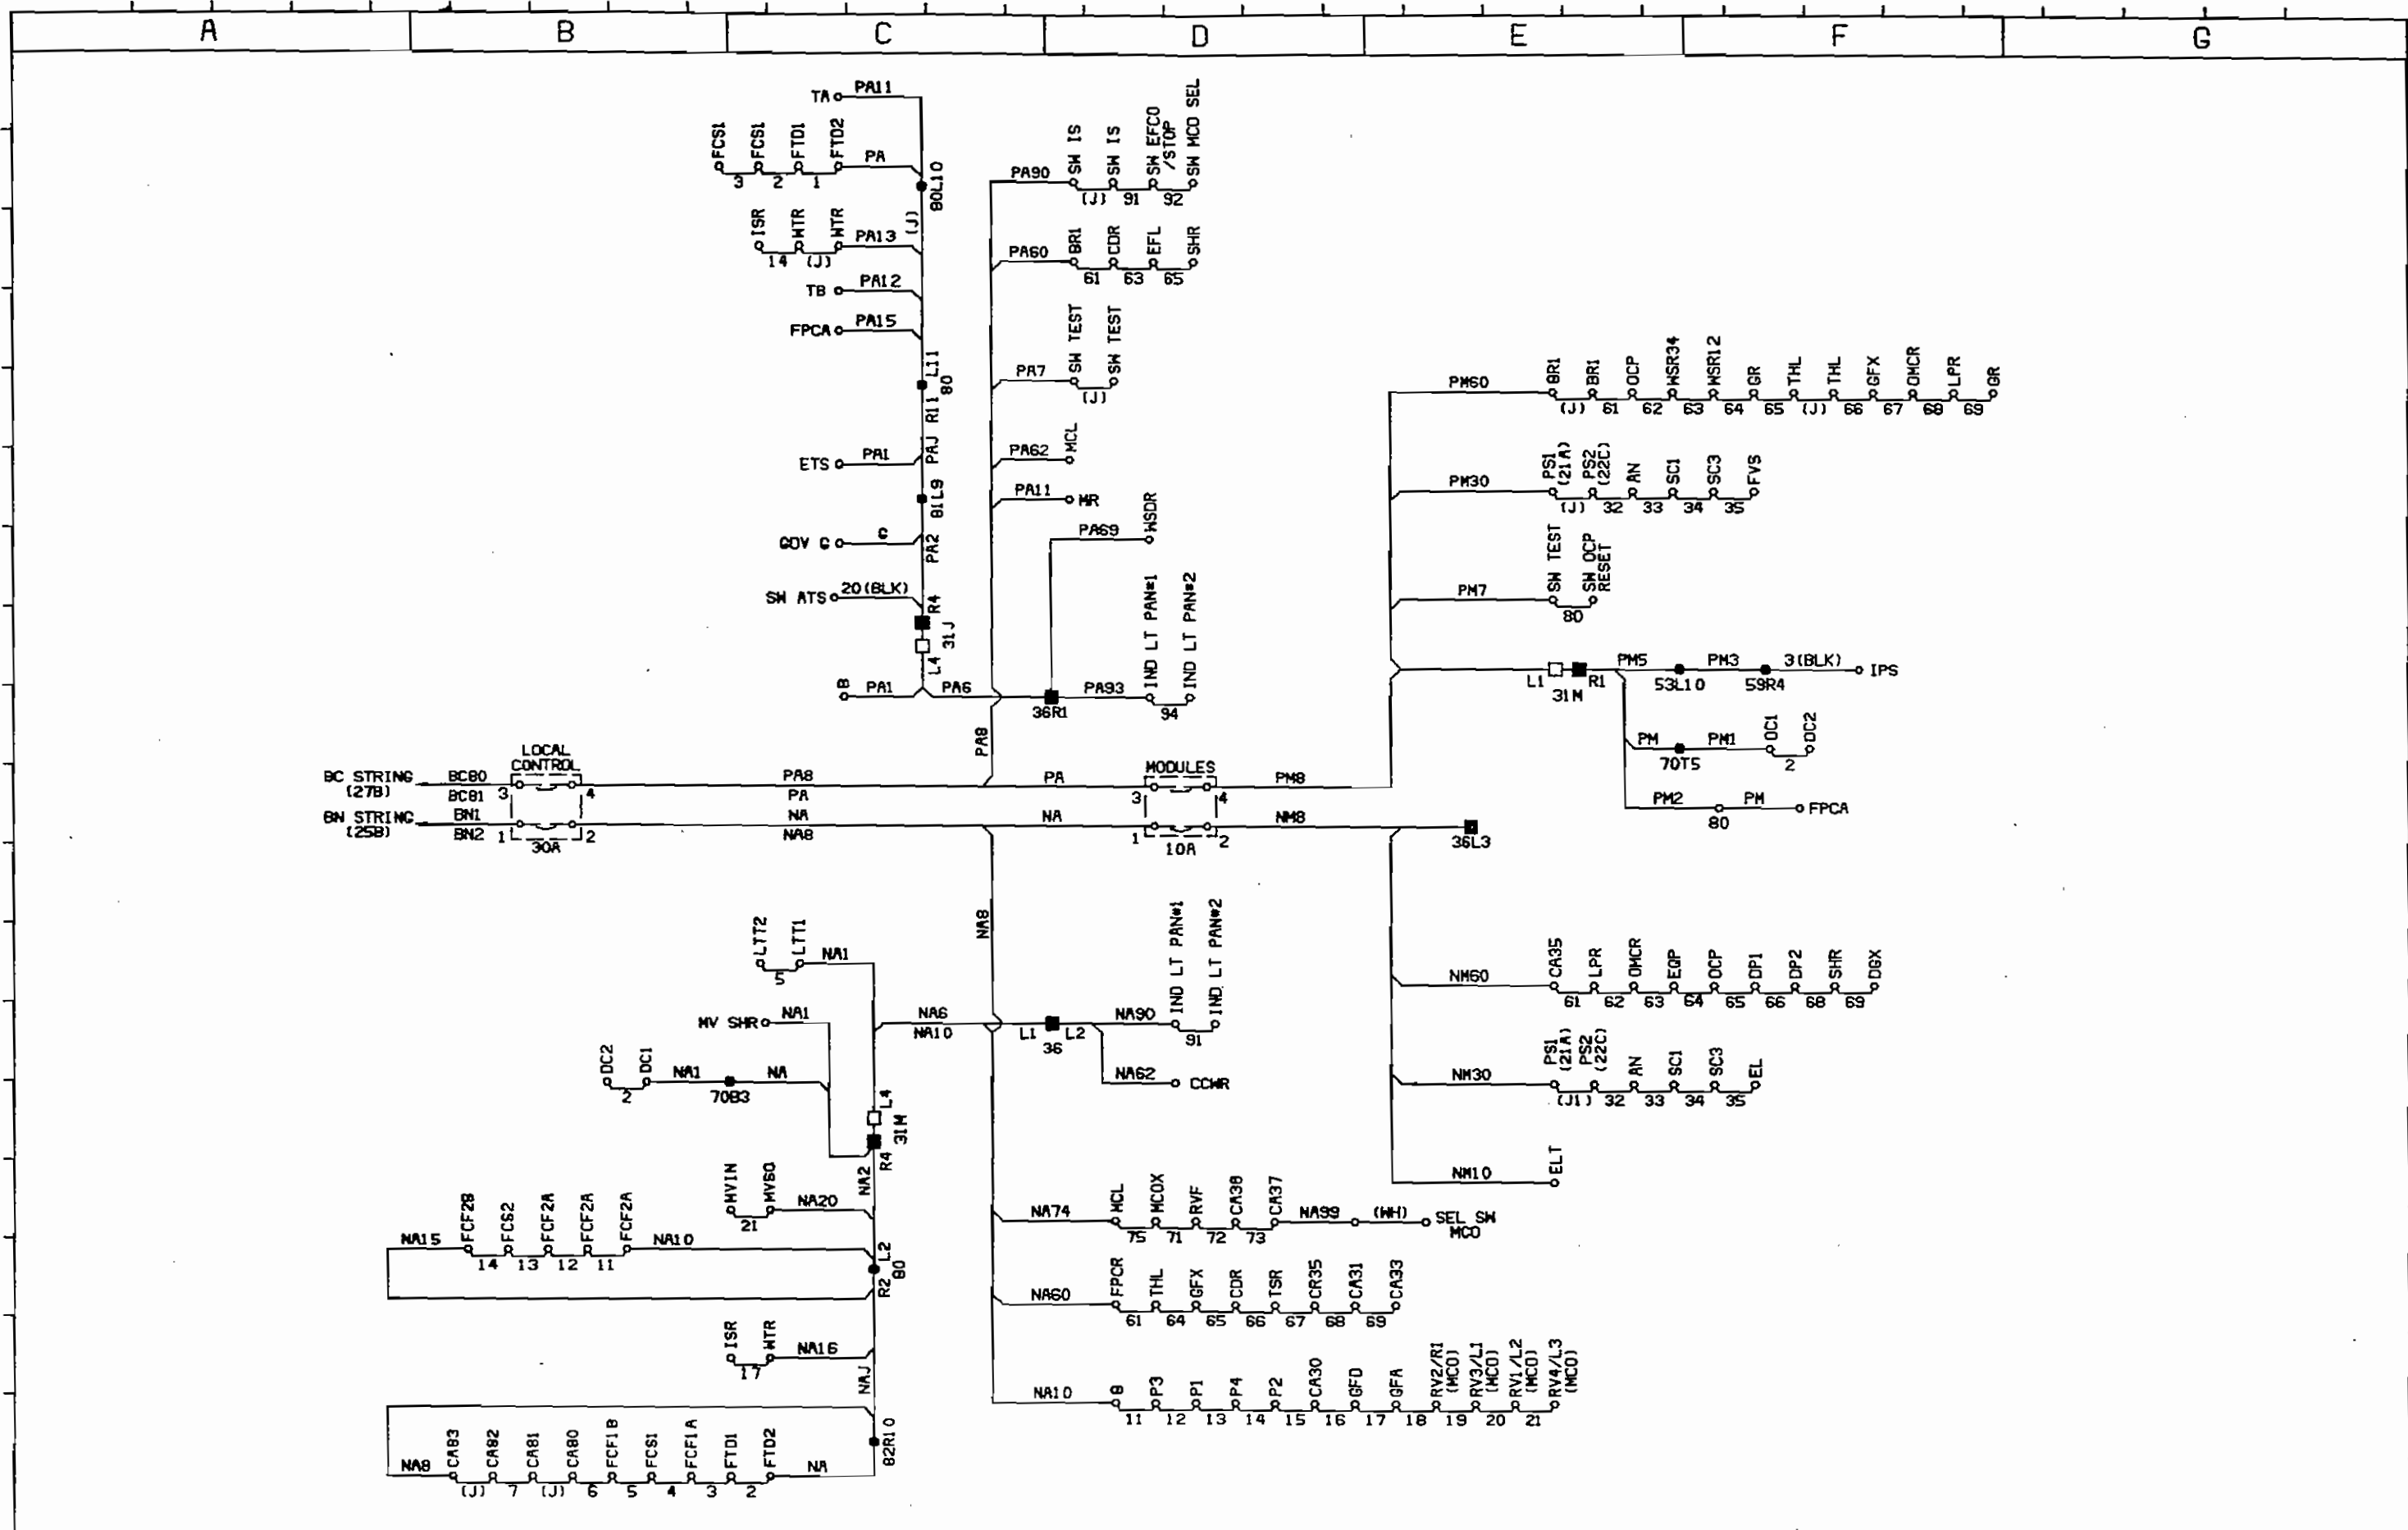 A B C D E F G
TA PA11
FCS1 FCS1 FTD1 FTD2 PA
3 2 1
80L10
(J)
ISR WTR WTR PA13
14 (J)
TB PA12
FPCA PA15
L11
80
R11
PAJ
ETS PA1
81L9
GOV G G
PA2
SW ATS 20(BLK)
R4
31J
L4
B PA1 PA6
36R1
PA93
IND LT PAN#1 IND LT PAN#2
94
PA69 WSDR
PA90 SW IS SW IS SW EFCO /STOP SW MCO SEL
(J) 91 92
PA60 BR1 CDR EFL SHR
61 63 65
PA7 SW TEST SW TEST
(J)
PA62 MCL
PA11 MR
PA8
PM60 BR1 BR1 OCP WSR34 WSR12 GR THL THL GFX OMCR LPR GR
(J) 61 62 63 64 65 (J) 66 67 68 69
PM30 PS1 (21A) PS2 (22C) AN SC1 SC3 FVS
(J) 32 33 34 35
PM7 SW TEST SW OCP RESET
80
L1 R1 PM5 PM3 3(BLK) IPS
31M 53L10 59R4
PM PM1 OC1 OC2
70T5 2
PM2 PM FPCA
80
LOCAL
CONTROL
BC STRING BC80 3 4 PA8 PA MODULES PM8
(27B) BC81 PA 3 4
BN STRING BN1 NA NA NM8
(25B) BN2 1 2 NA8 1 2 36L3
30A 10A
NA8
LTT2 LTT1 NA1
5
MV SHR NA1 NA6 L1 L2 NA90 IND LT PAN#1 IND LT PAN#2
NA10 36 91
NA62 CCWR
DC2 DC1 NA1 NA
2 70B3
L4
31M
R4
NA2
MVIN MVSO NA20
21
NA15 FCF2B FCS2 FCF2A FCF2A FCF2A NA10
14 13 12 11
L2
80
R2
ISR WTR NA16
17
NAJ
82R10
NA8 CA83 CA82 CA81 CA80 FCF1B FCS1 FCF1A FTD1 FTD2 NA
(J) 7 (J) 6 5 4 3 2
NM60 CA35 LPR OMCR EQP OCP DP1 DP2 SHR DGX
61 62 63 64 65 66 68 69
NM30 PS1 (21A) PS2 (22C) AN SC1 SC3 EL
(J1) 32 33 34 35
NM10 ELT
NA74 MCL MCOX RVF CA38 CA37 NA99 (WH) SEL SW
MCO
75 71 72 73
NA60 FPCR THL GFX CDR TSR CR35 CA31 CA33
61 64 65 66 67 68 69
NA10 B P3 P1 P4 P2 CA30 GFD GFA RV2/R1 (MCO) RV3/L1 (MCO) RV1/L2 (MCO) RV4/L3 (MCO)
11 12 13 14 15 16 17 18 19 20 21